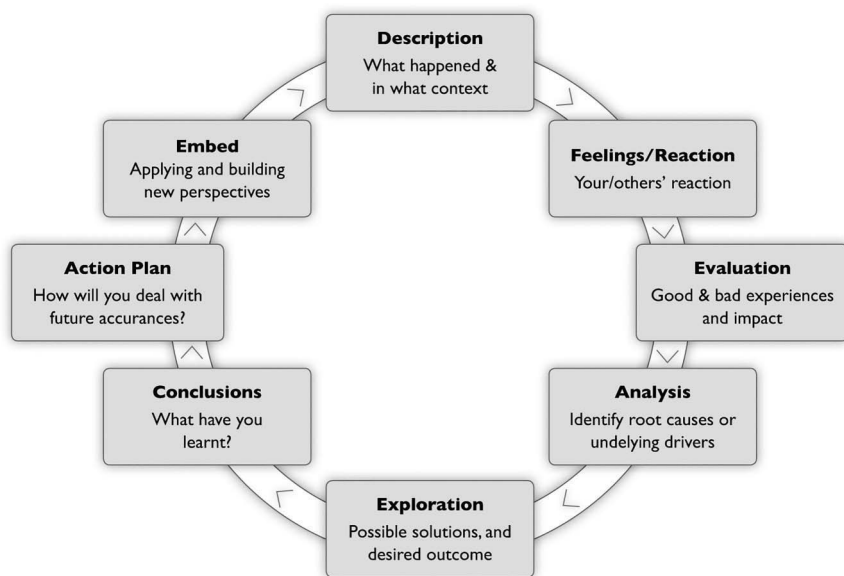 Description
What happened &
in what context
Feelings/Reaction
Your/others' reaction
Evaluation
Good & bad experiences
and impact
Analysis
Identify root causes or
undelying drivers
Exploration
Possible solutions, and
desired outcome
Conclusions
What have you
learnt?
Action Plan
How will you deal with
future accurances?
Embed
Applying and building
new perspectives